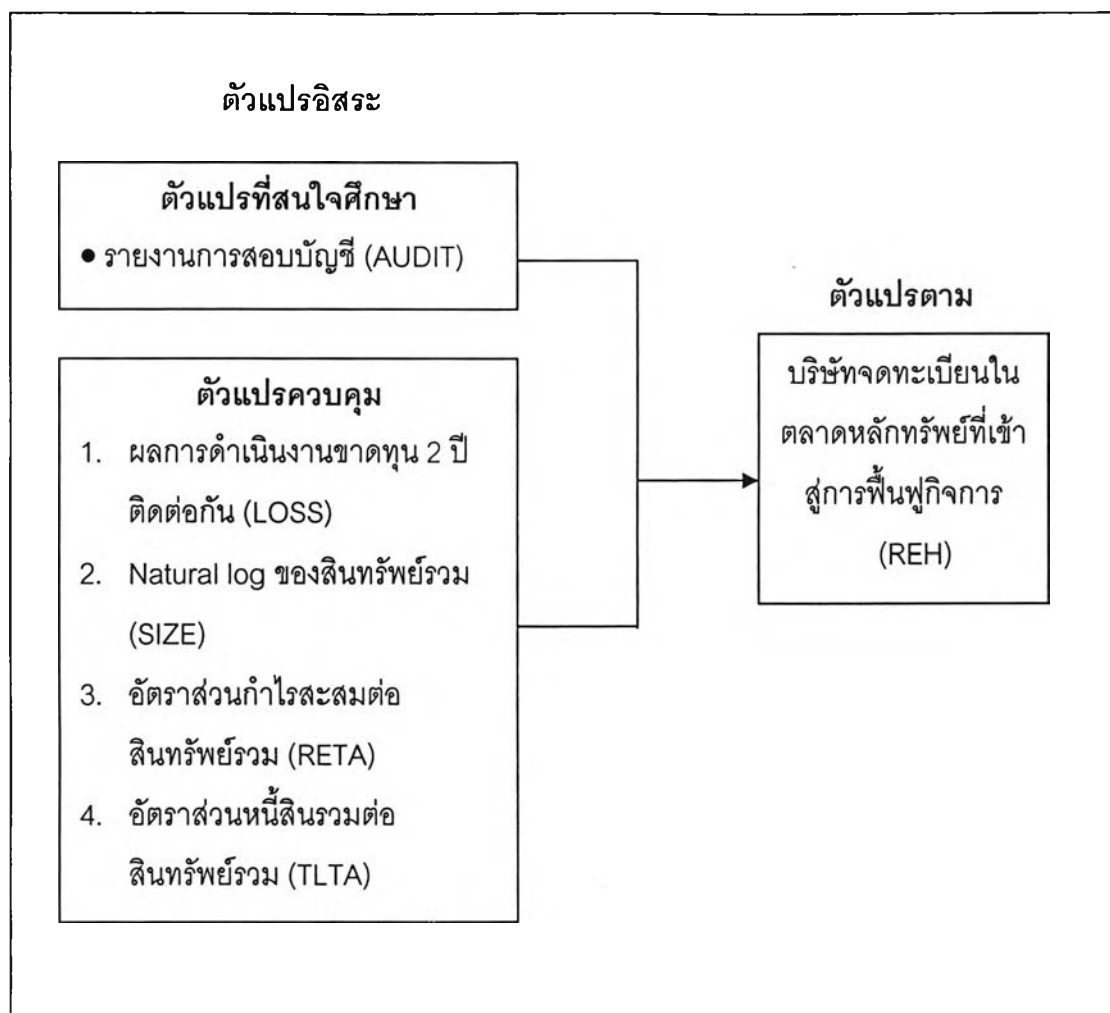 ตัวแปรอิสระ
ตัวแปรที่สนใจศึกษา
● รายงานการสอบบัญชี (AUDIT)
ตัวแปรควบคุม
1. ผลการดำเนินงานขาดทุน 2 ปี
ติดต่อกัน (LOSS)
2. Natural log ของสินทรัพย์รวม
(SIZE)
3. อัตราส่วนกำไรสะสมต่อ
สินทรัพย์รวม (RETA)
4. อัตราส่วนหนี้สินรวมต่อ
สินทรัพย์รวม (TLTA)
ตัวแปรตาม
บริษัทจดทะเบียนใน
ตลาดหลักทรัพย์ที่เข้า
สู่การฟื้นฟูกิจการ
(REH)